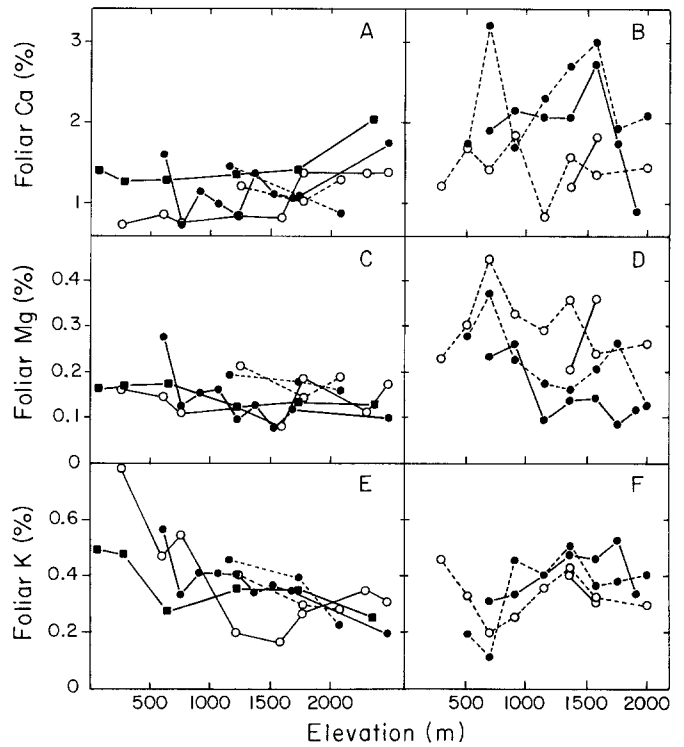 A
B
Foliar Ca (%)
3
2
1
C
D
Foliar Mg (%)
0.4
0.3
0.2
0.1
0
E
F
Foliar K (%)
0.6
0.4
0.2
0
500 1000 1500 2000 500 1000 1500 2000
Elevation (m)